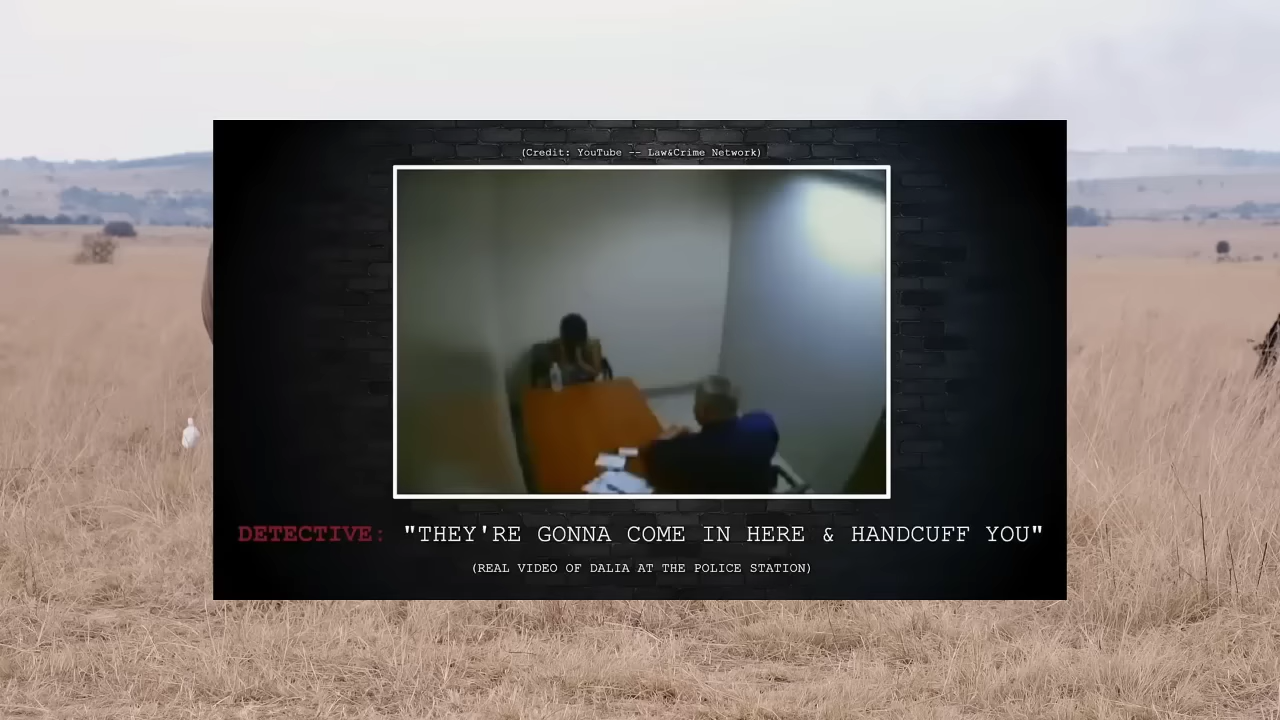 (Credit: YouTube -- Law&Crime Network)
DETECTIVE: "THEY'RE GONNA COME IN HERE & HANDCUFF YOU"
(REAL VIDEO OF DALIA AT THE POLICE STATION)